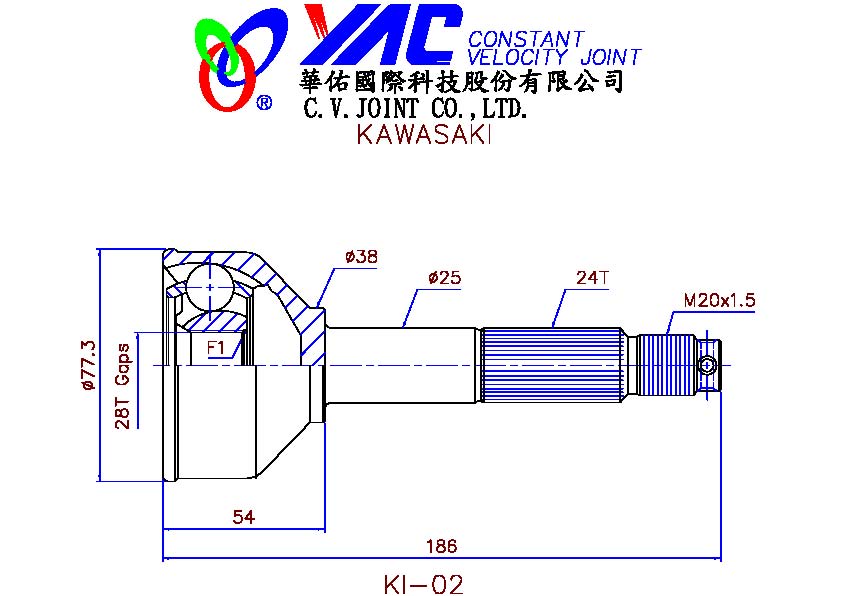 YAC CONSTANT
VELOCITY JOINT
®
華佑國際科技股份有限公司
C.V.JOINT CO.,LTD.
KAWASAKI
ø38
ø25
24T
M20x1.5
ø77.3
28T Gaps
F1
54
186
KI-02